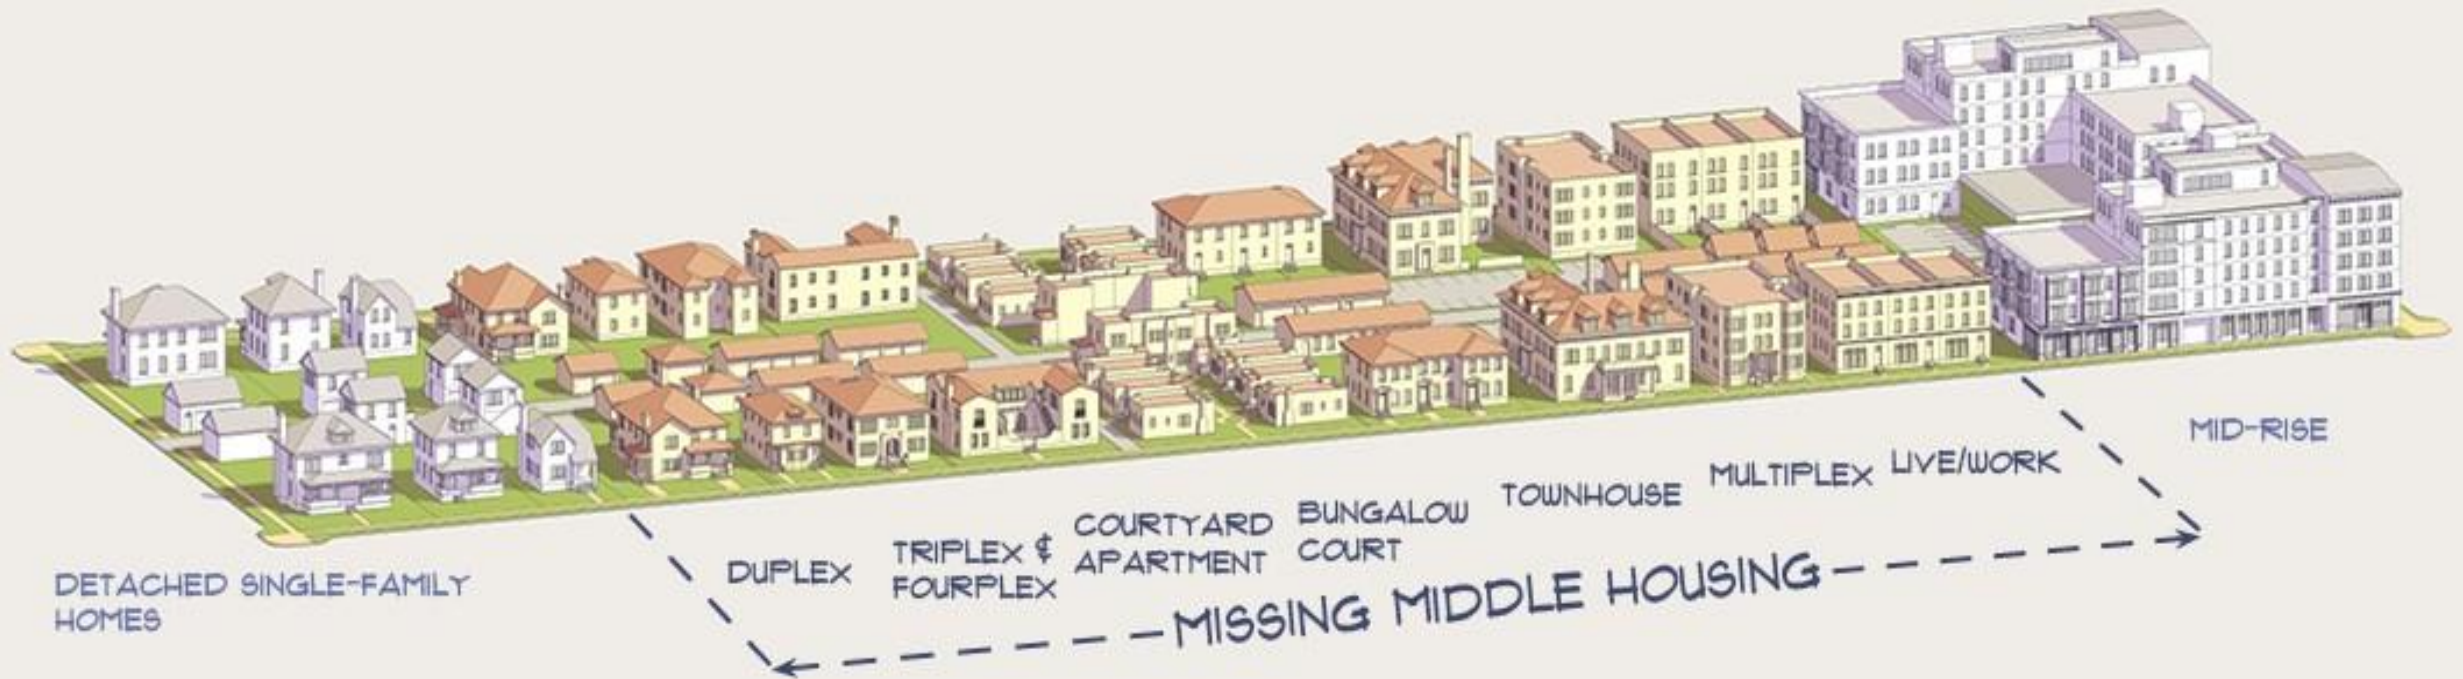 DETACHED SINGLE-FAMILY
HOMES
DUPLEX
TRIPLEX &
FOURPLEX
COURTYARD
APARTMENT
BUNGALOW
COURT
TOWNHOUSE
MULTIPLEX
LIVE/WORK
MID-RISE
MISSING MIDDLE HOUSING